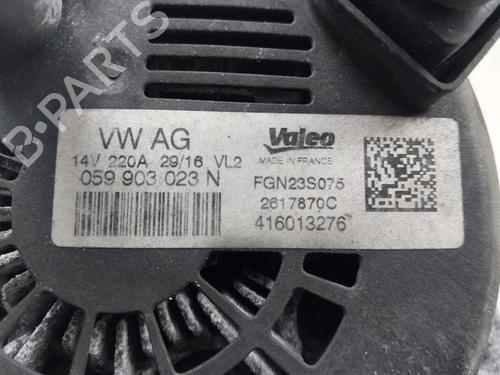 VW AG
14V 220A 29/16 VL2
059 903 023 N
Valeo
MADE IN FRANCE
FGN23S075
2617870C
416013276
B-PARTS